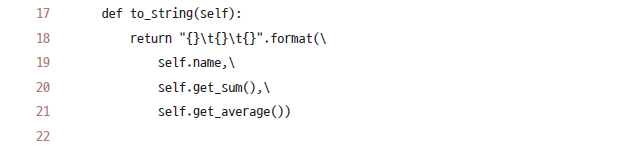 17 def to_string(self):
18 return "{}\t{}\t{}".format(\
19 self.name,\
20 self.get_sum(),\
21 self.get_average())
22